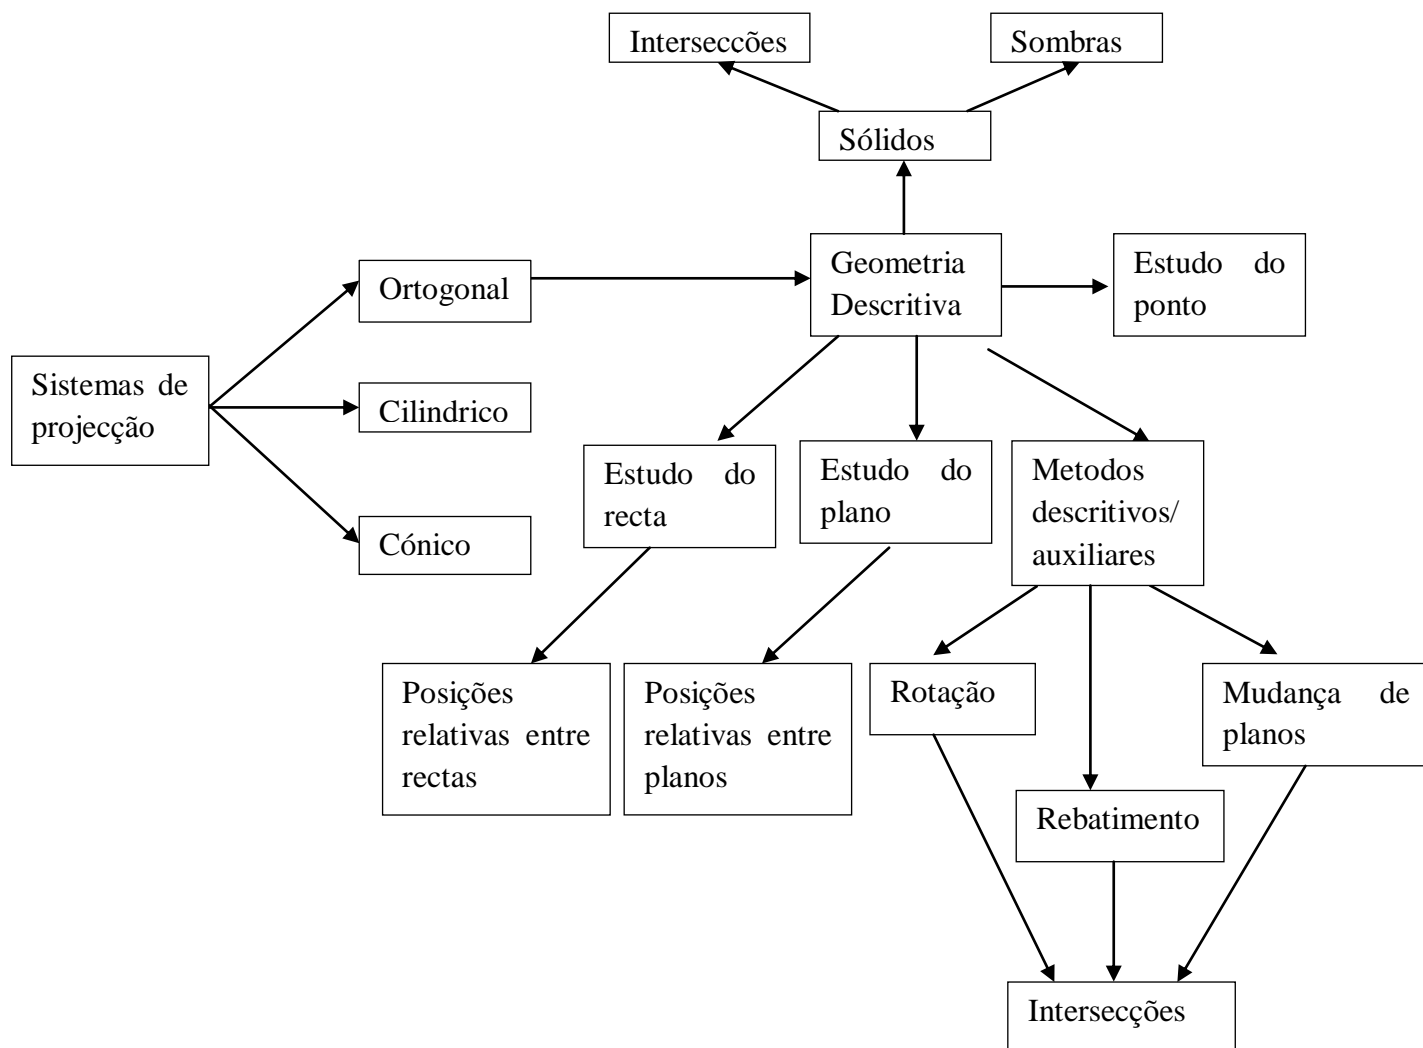 Interseccões
Sombras
Sólidos
Geometria
Descritiva
Estudo do
ponto
Ortogonal
Sistemas de
projecção
Cilindrico
Cónico
Estudo do
recta
Estudo do
plano
Metodos
descritivos/
auxiliares
Posições
relativas entre
rectas
Posições
relativas entre
planos
Rotação
Mudança de
planos
Rebatimento
Intersecções